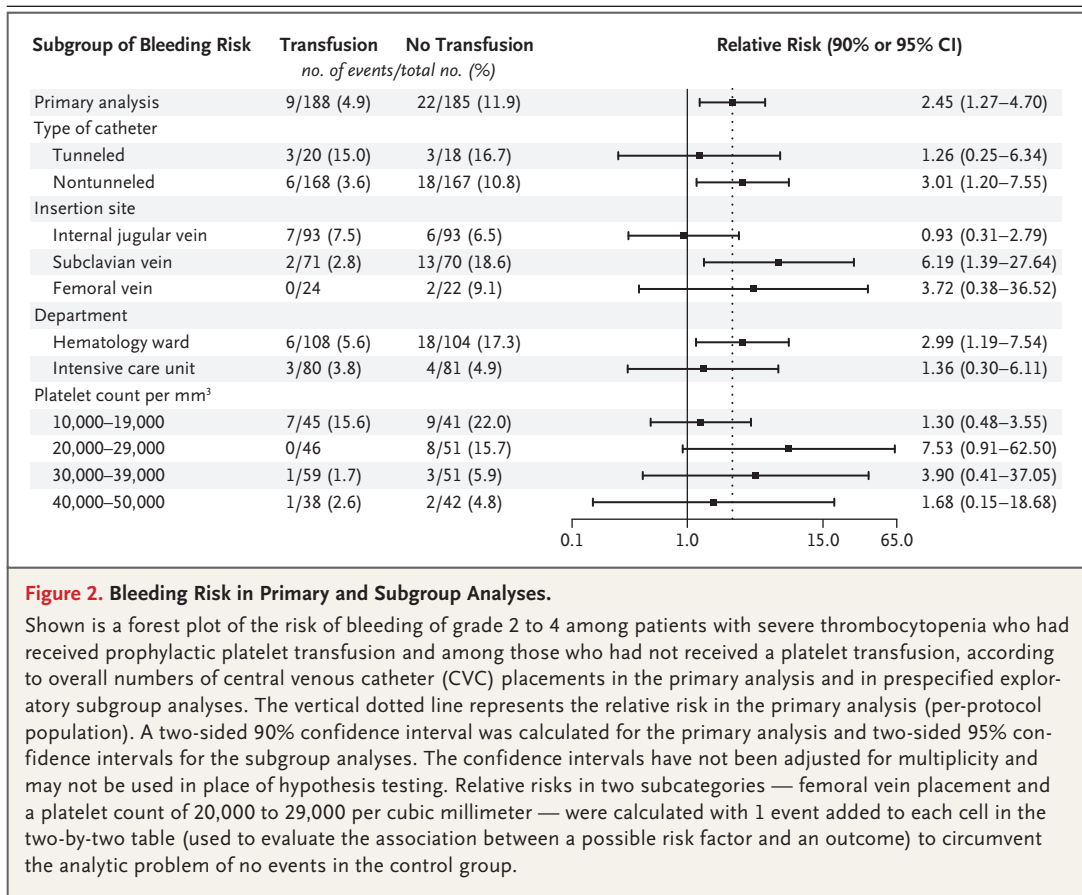 Subgroup of Bleeding Risk Transfusion No Transfusion Relative Risk (90% or 95% CI)
no. of events/total no. (%)
Primary analysis 9/188 (4.9) 22/185 (11.9) 2.45 (1.27–4.70)
Type of catheter
Tunneled 3/20 (15.0) 3/18 (16.7) 1.26 (0.25–6.34)
Nontunneled 6/168 (3.6) 18/167 (10.8) 3.01 (1.20–7.55)
Insertion site
Internal jugular vein 7/93 (7.5) 6/93 (6.5) 0.93 (0.31–2.79)
Subclavian vein 2/71 (2.8) 13/70 (18.6) 6.19 (1.39–27.64)
Femoral vein 0/24 2/22 (9.1) 3.72 (0.38–36.52)
Department
Hematology ward 6/108 (5.6) 18/104 (17.3) 2.99 (1.19–7.54)
Intensive care unit 3/80 (3.8) 4/81 (4.9) 1.36 (0.30–6.11)
Platelet count per mm³
10,000–19,000 7/45 (15.6) 9/41 (22.0) 1.30 (0.48–3.55)
20,000–29,000 0/46 8/51 (15.7) 7.53 (0.91–62.50)
30,000–39,000 1/59 (1.7) 3/51 (5.9) 3.90 (0.41–37.05)
40,000–50,000 1/38 (2.6) 2/42 (4.8) 1.68 (0.15–18.68)
0.1 1.0 15.0 65.0
Figure 2. Bleeding Risk in Primary and Subgroup Analyses.
Shown is a forest plot of the risk of bleeding of grade 2 to 4 among patients with severe thrombocytopenia who had
received prophylactic platelet transfusion and among those who had not received a platelet transfusion, according
to overall numbers of central venous catheter (CVC) placements in the primary analysis and in prespecified explor-
atory subgroup analyses. The vertical dotted line represents the relative risk in the primary analysis (per-protocol
population). A two-sided 90% confidence interval was calculated for the primary analysis and two-sided 95% con-
fidence intervals for the subgroup analyses. The confidence intervals have not been adjusted for multiplicity and
may not be used in place of hypothesis testing. Relative risks in two subcategories — femoral vein placement and
a platelet count of 20,000 to 29,000 per cubic millimeter — were calculated with 1 event added to each cell in the
two-by-two table (used to evaluate the association between a possible risk factor and an outcome) to circumvent
the analytic problem of no events in the control group.